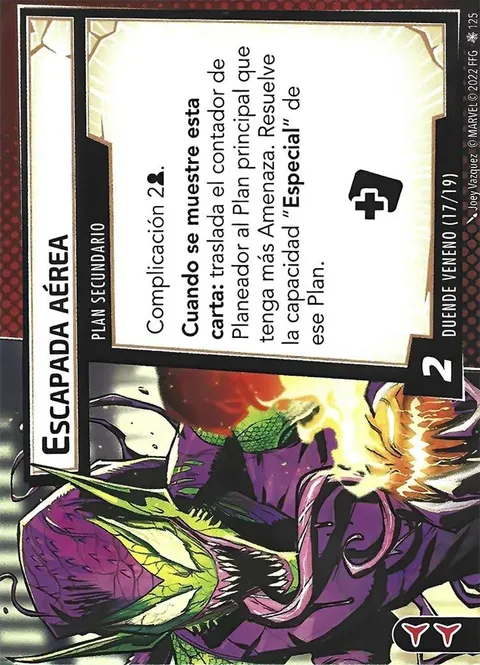 ESCAPADA AÉREA
PLAN SECUNDARIO
Complicación 2.
Cuando se muestre esta
carta: traslada el contador de
Planeador al Plan principal que
tenga más Amenaza. Resuelve
la capacidad "Especial" de
ese Plan.
2
DUENDE VENENO (17/19)
Joey Vazquez © MARVEL © 2022 FFG 125